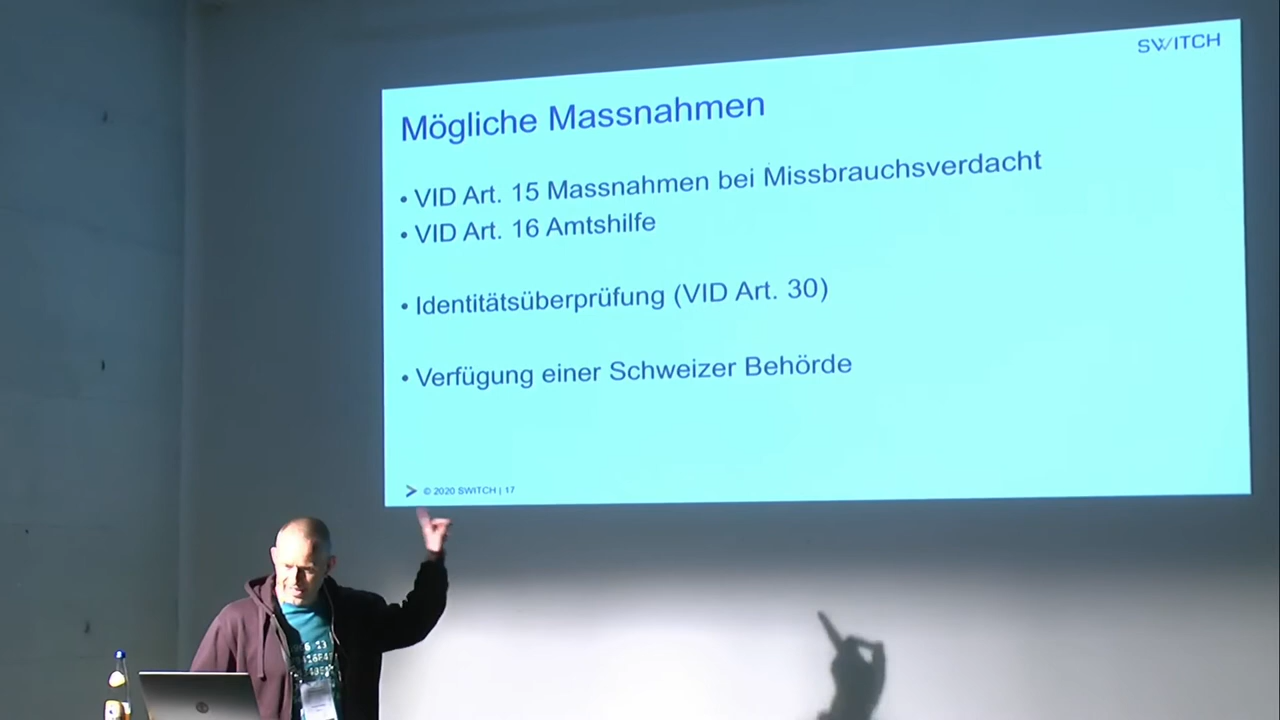 SWITCH
Mögliche Massnahmen
• VID Art. 15 Massnahmen bei Missbrauchsverdacht
• VID Art. 16 Amtshilfe
• Identitätsüberprüfung (VID Art. 30)
• Verfügung einer Schweizer Behörde
© 2020 SWITCH | 17